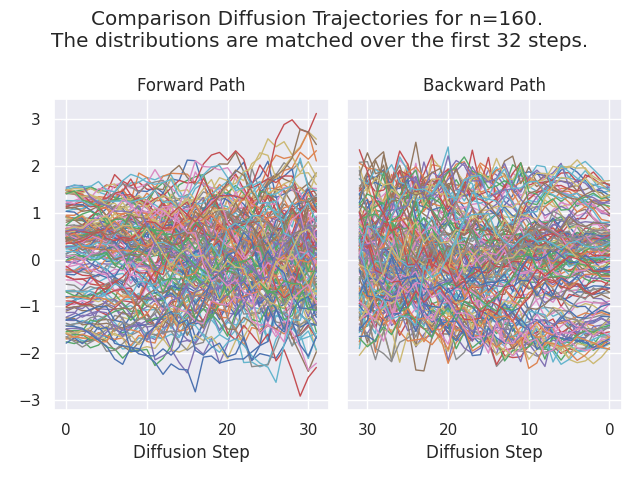 Comparison Diffusion Trajectories for n=160.
The distributions are matched over the first 32 steps.
Forward Path
Backward Path
3
2
1
0
−1
−2
−3
0 10 20 30
30 20 10 0
Diffusion Step
Diffusion Step